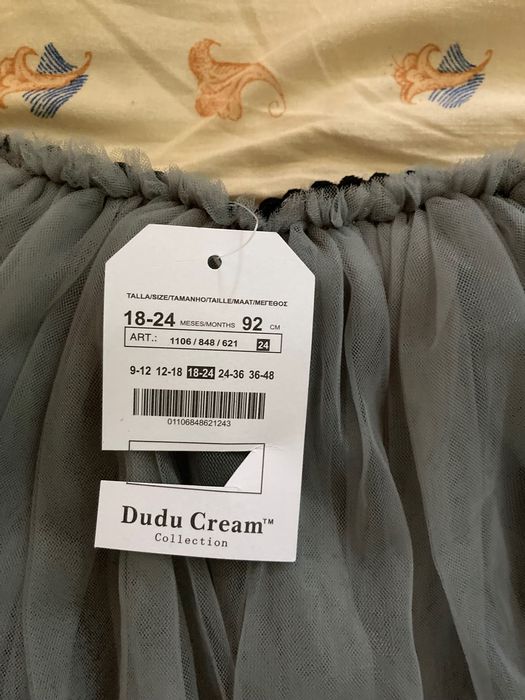 TALLA/SIZE/TAMANHO/TAILLE/MAAT/ΜΕΓΕΘΟΣ
18-24 MESES/MONTHS 92 CM
ART.: 1106 / 848 / 621 24
9-12 12-18 18-24 24-36 36-48
01106848621243
Dudu Cream™
Collection